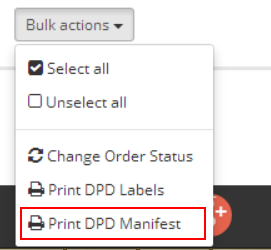 Bulk actions
Select all
Unselect all
Change Order Status
Print DPD Labels
Print DPD Manifest